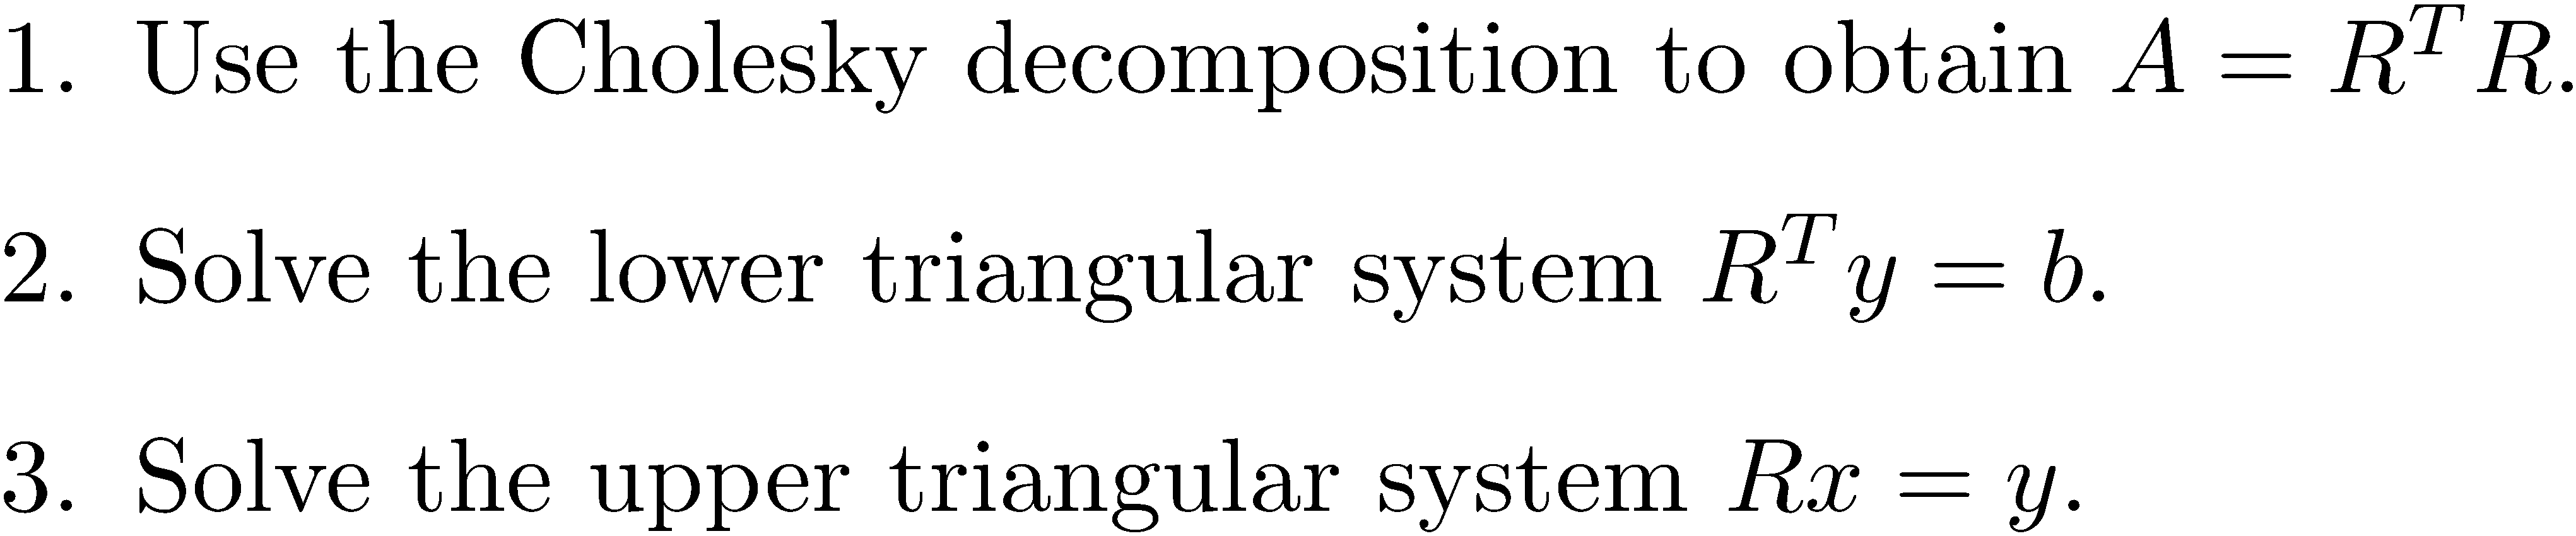 1. Use the Cholesky decomposition to obtain $A = R^T R$.
2. Solve the lower triangular system $R^T y = b$.
3. Solve the upper triangular system $Rx = y$.